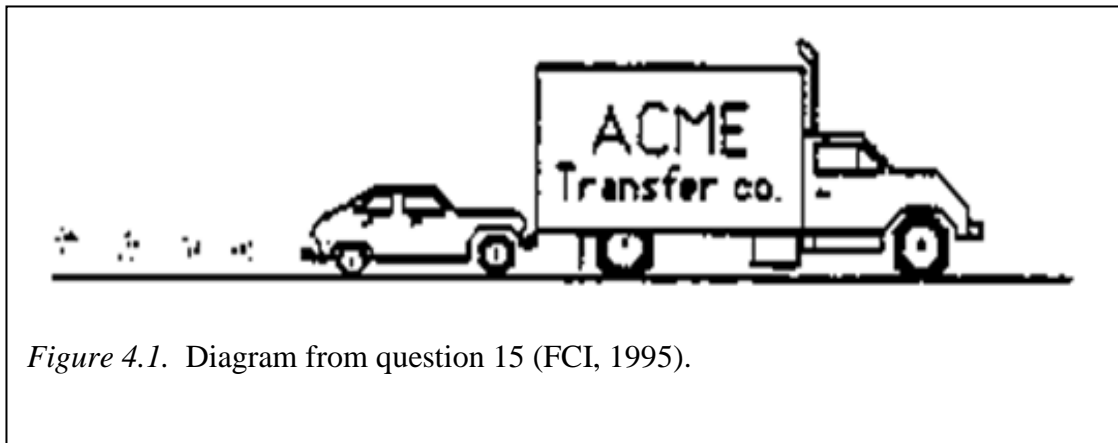 ACME
Transfer co.
Figure 4.1. Diagram from question 15 (FCI, 1995).